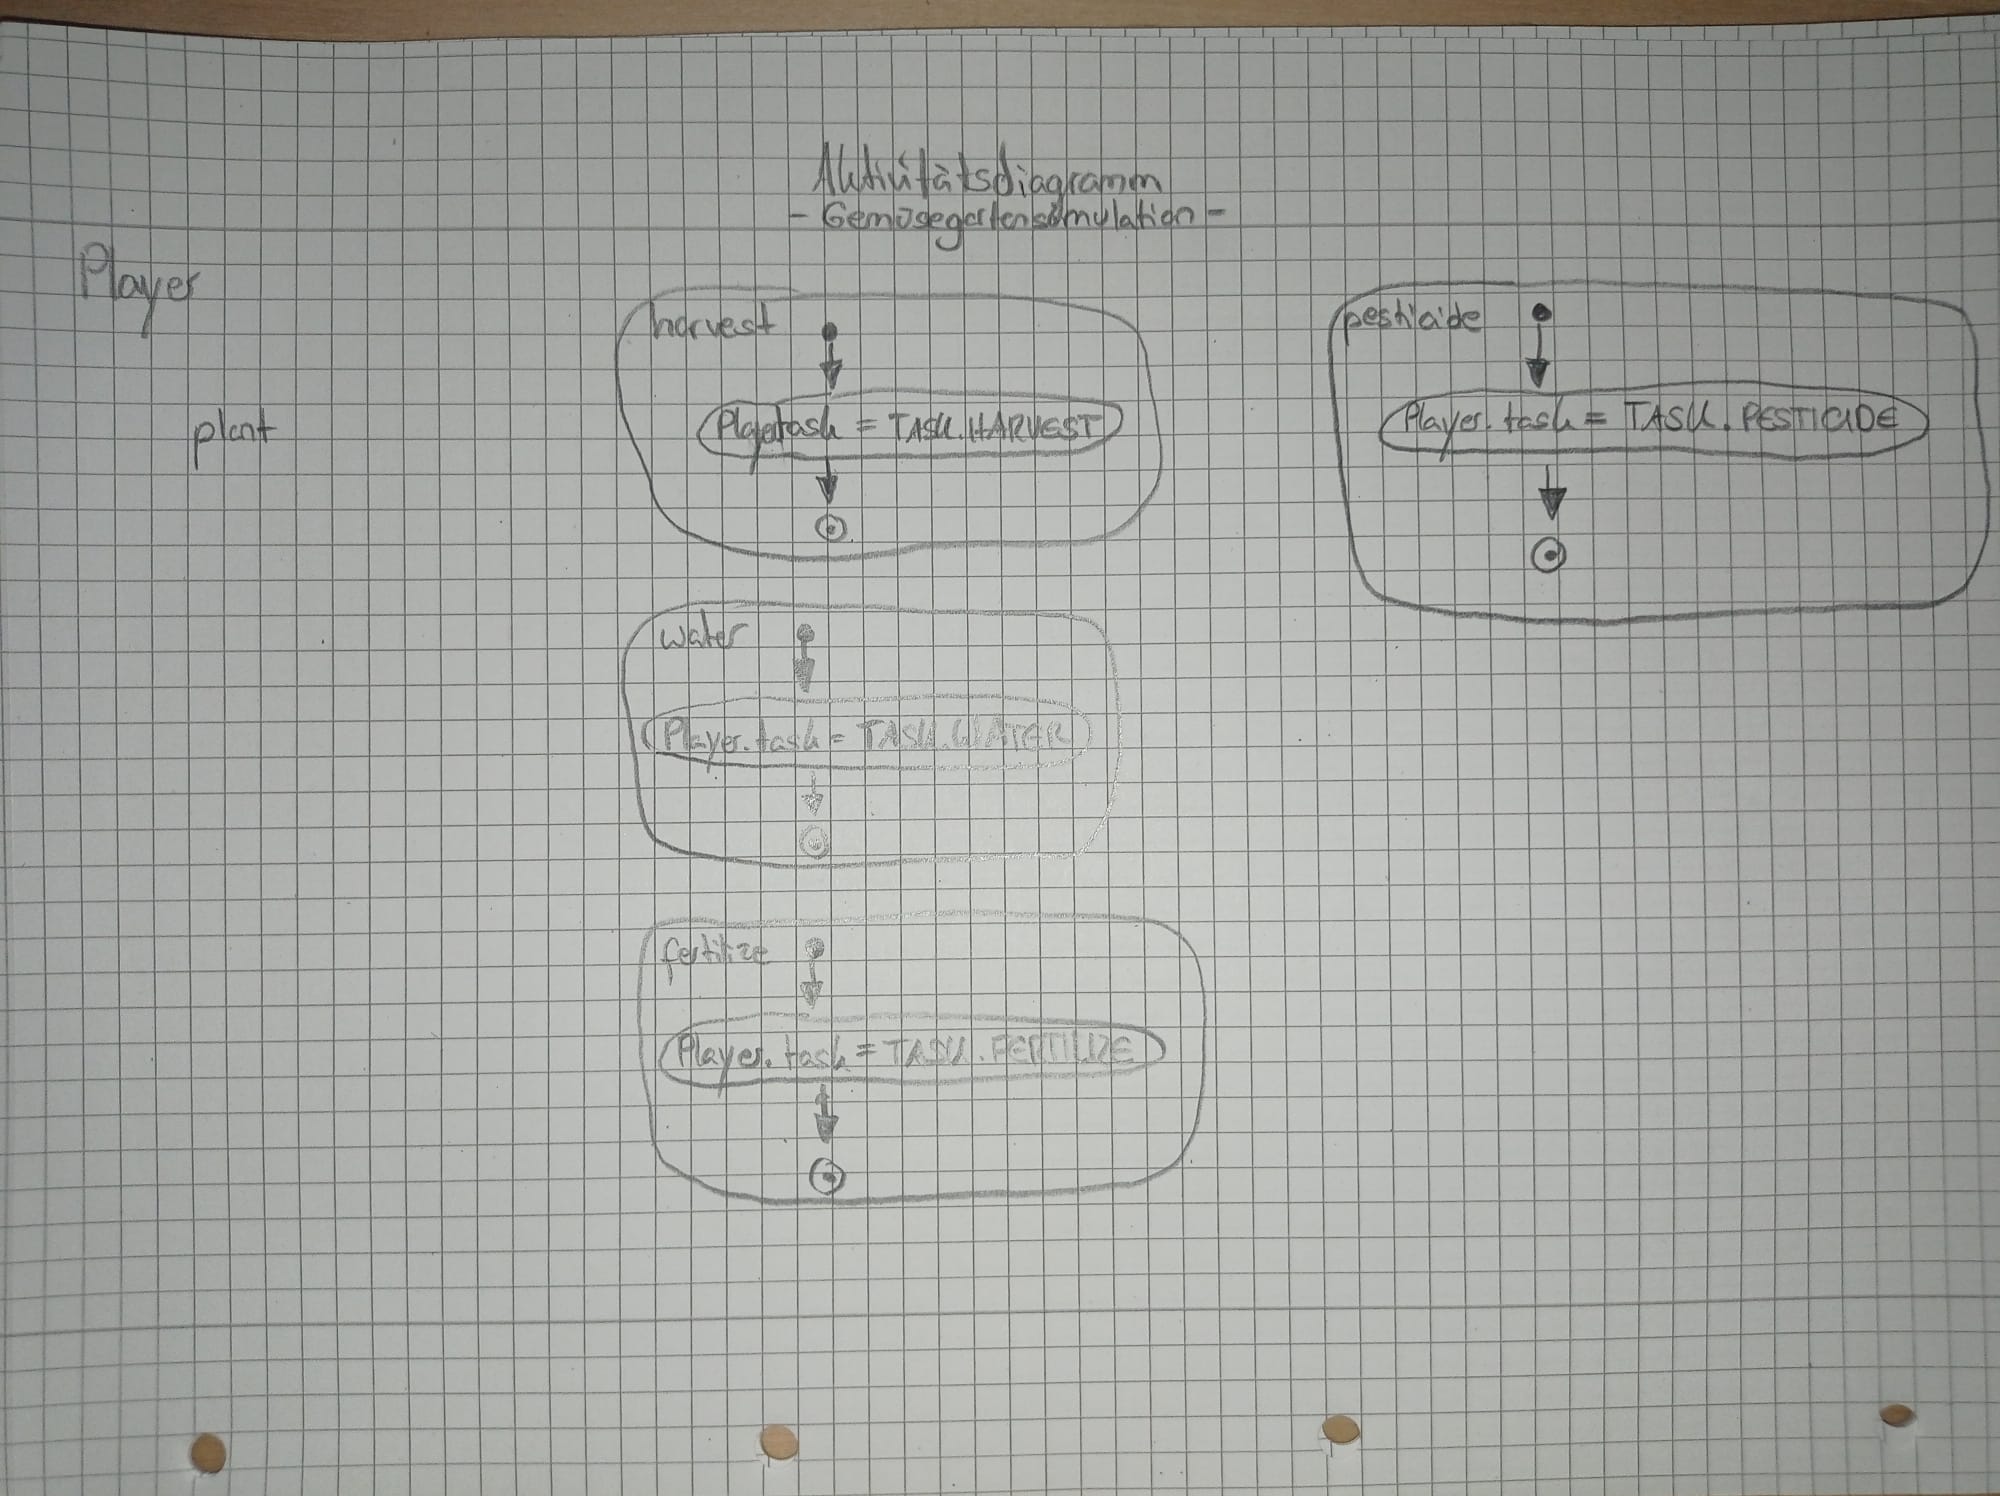 Aktivitätsdiagramm
- Gemüsegartensimulation -
Player
plant
harvest
Player.task = TASK.HARVEST
pesticide
Player.task = TASK.PESTICIDE
water
Player.task = TASK.WATER
fertilize
Player.task = TASK.FERTILIZE